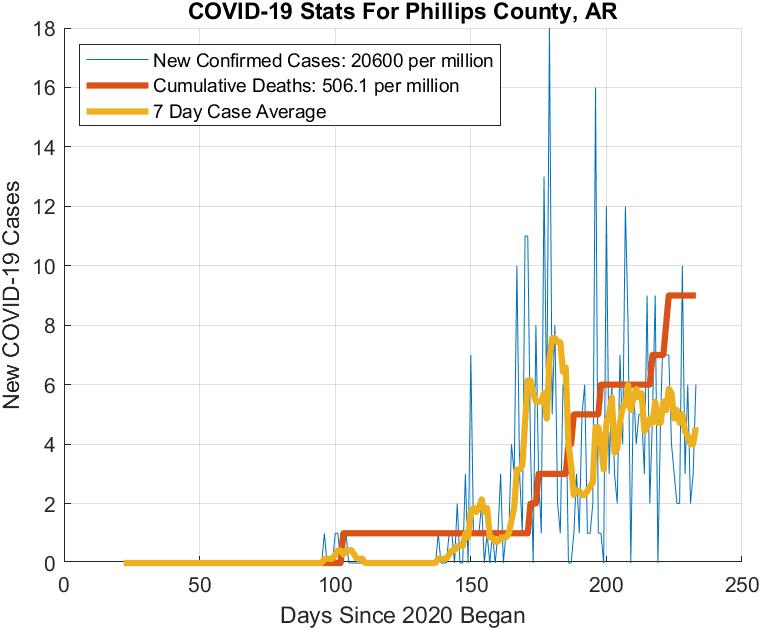 COVID-19 Stats For Phillips County, AR
New Confirmed Cases: 20600 per million
Cumulative Deaths: 506.1 per million
7 Day Case Average
New COVID-19 Cases
18
16
14
12
10
8
6
4
2
0
0 50 100 150 200 250
Days Since 2020 Began